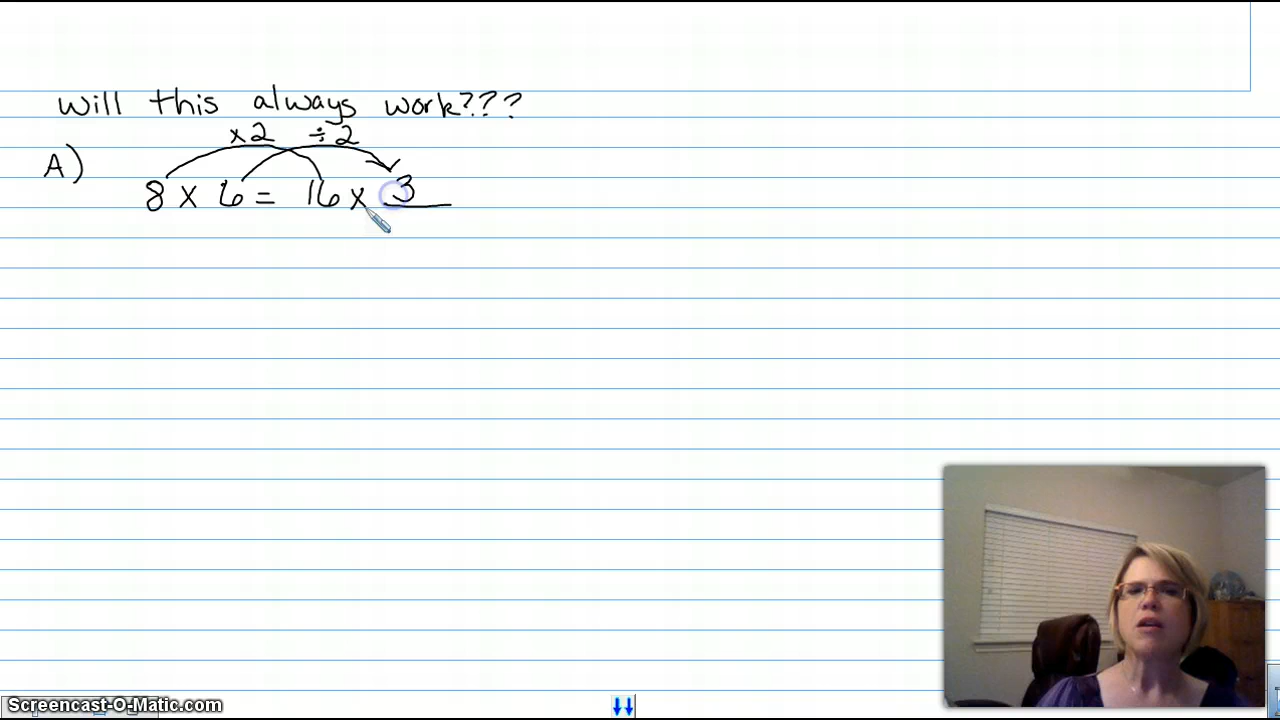 will this always work???
x2 ÷2
A)
8 x 6 = 16 x 3
Screencast-O-Matic.com